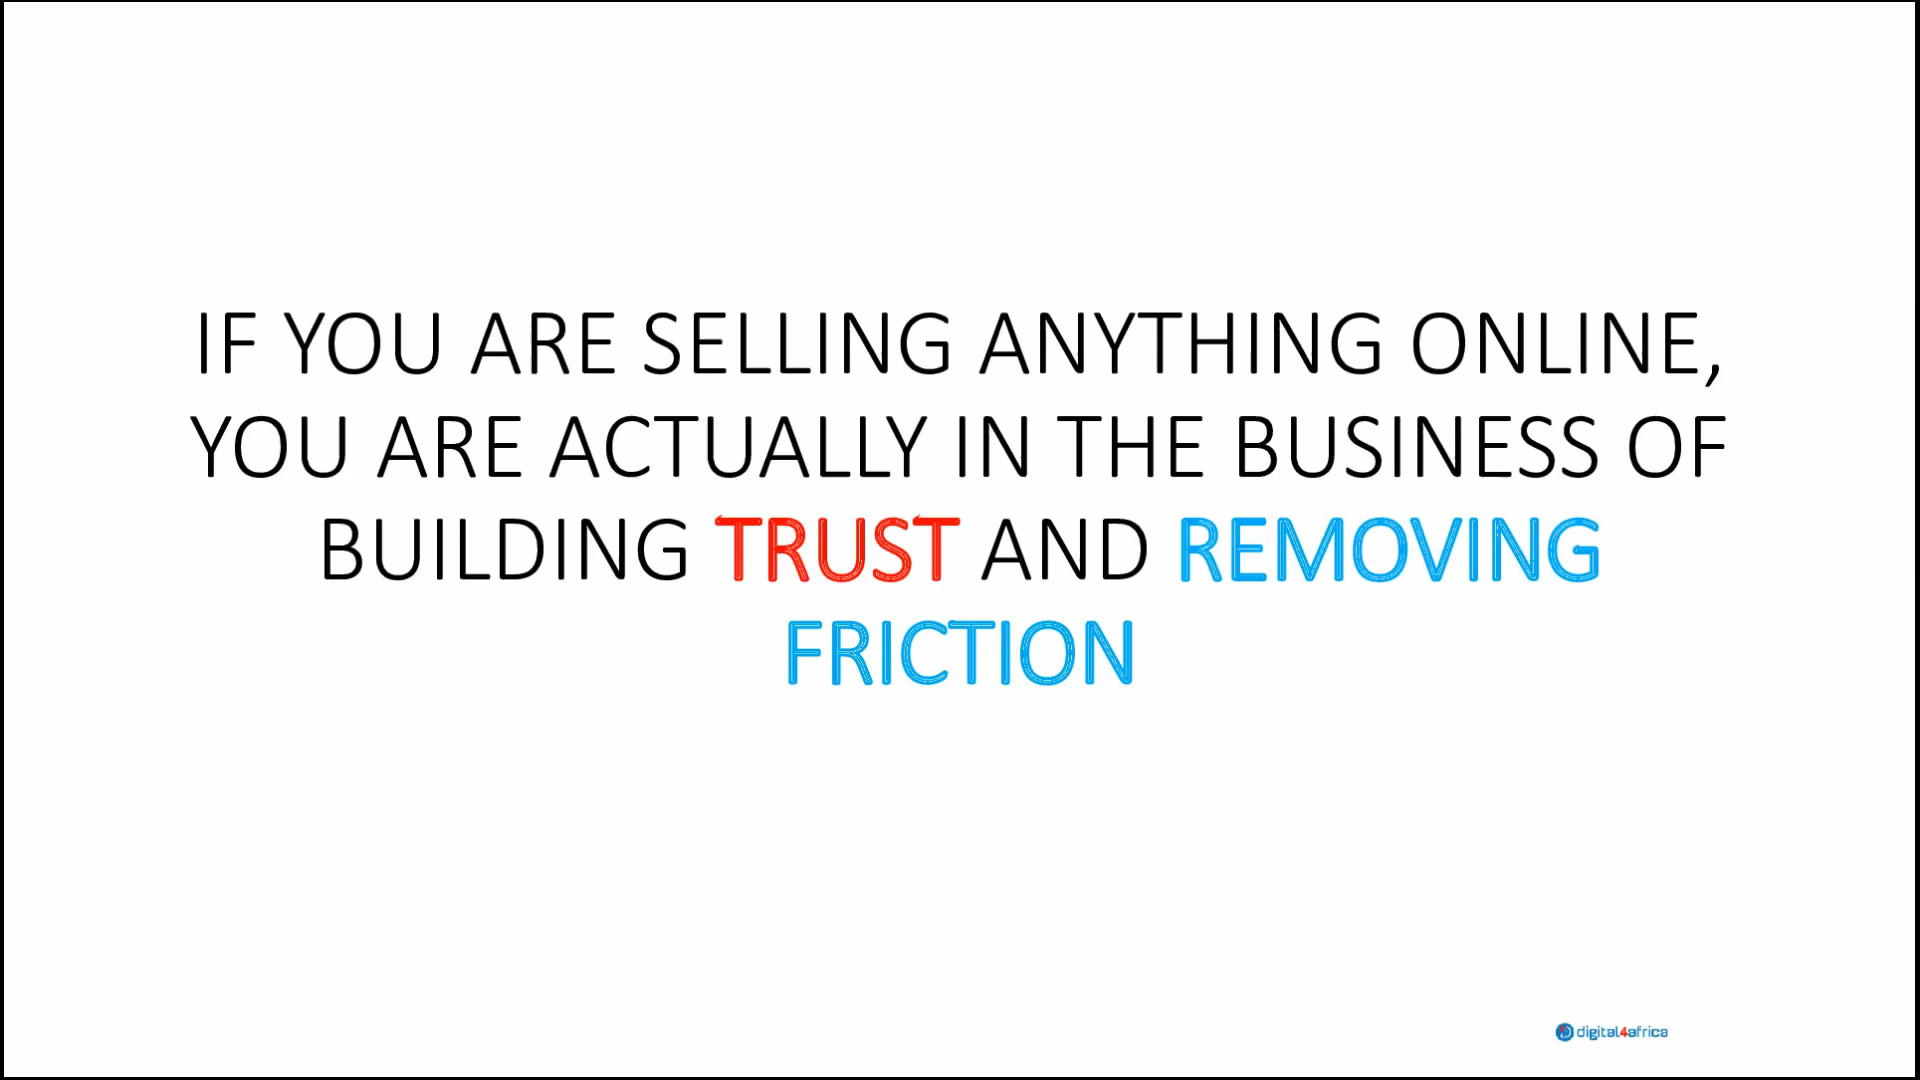 IF YOU ARE SELLING ANYTHING ONLINE,
YOU ARE ACTUALLY IN THE BUSINESS OF
BUILDING TRUST AND REMOVING
FRICTION
digital4africa